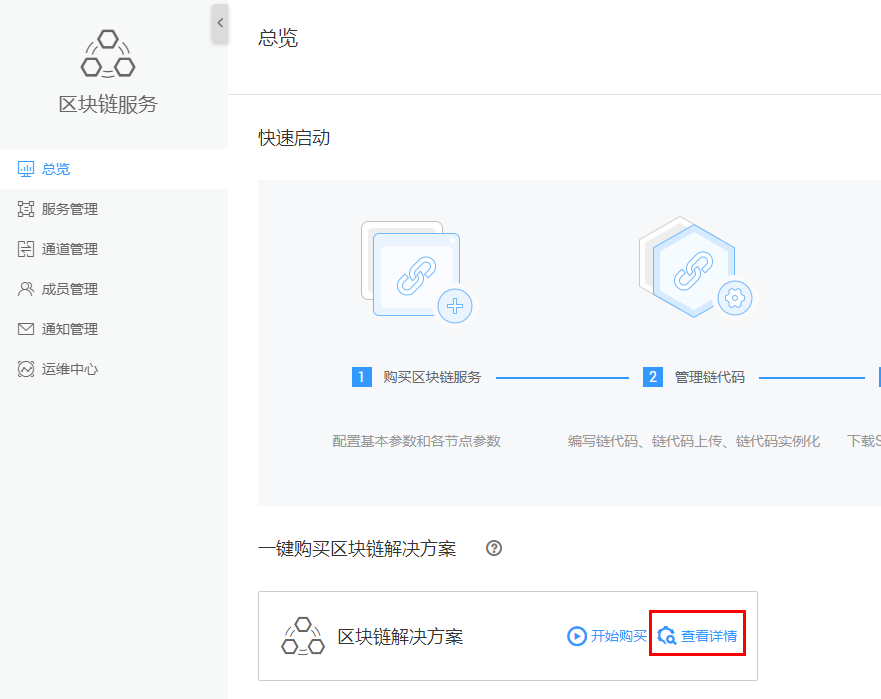 区块链服务
总览
服务管理
通道管理
成员管理
通知管理
运维中心
总览
快速启动
1 购买区块链服务
2 管理链代码
配置基本参数和各节点参数
编写链代码、链代码上传、链代码实例化
下载S
一键购买区块链解决方案 ?
区块链解决方案 开始购买 查看详情